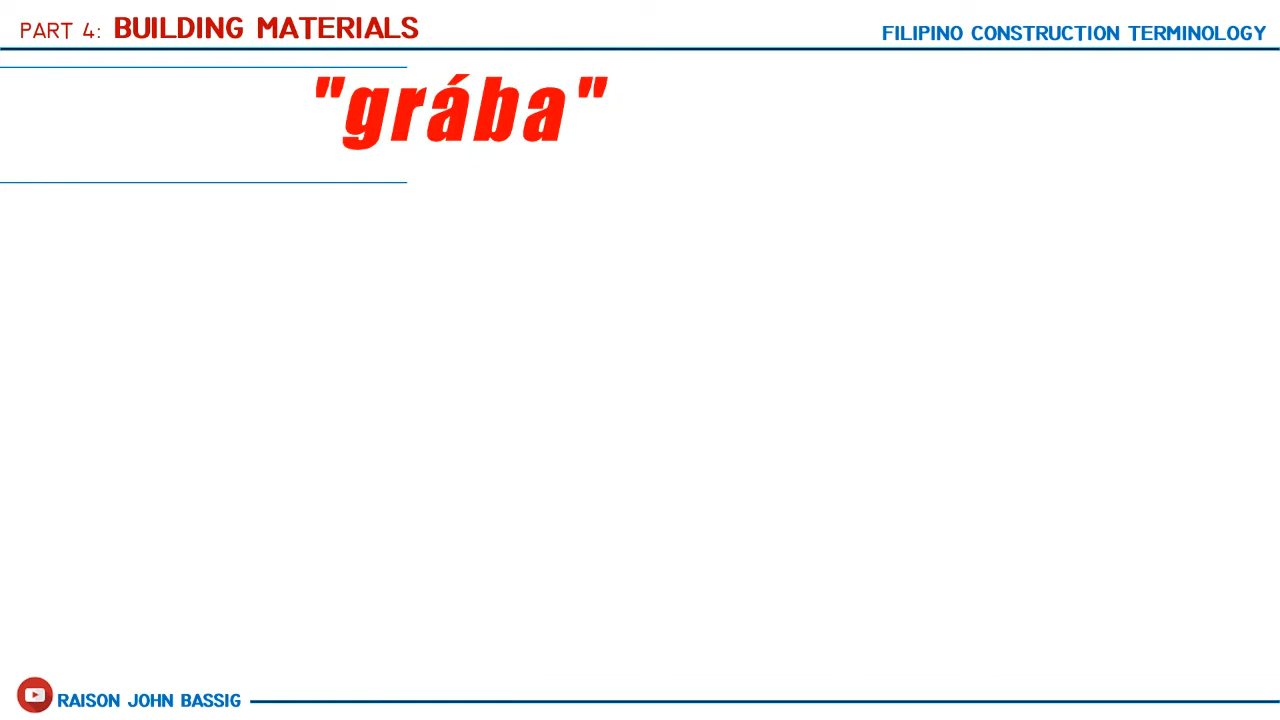 PART 4: BUILDING MATERIALS
FILIPINO CONSTRUCTION TERMINOLOGY
"grába"
RAISON JOHN BASSIG